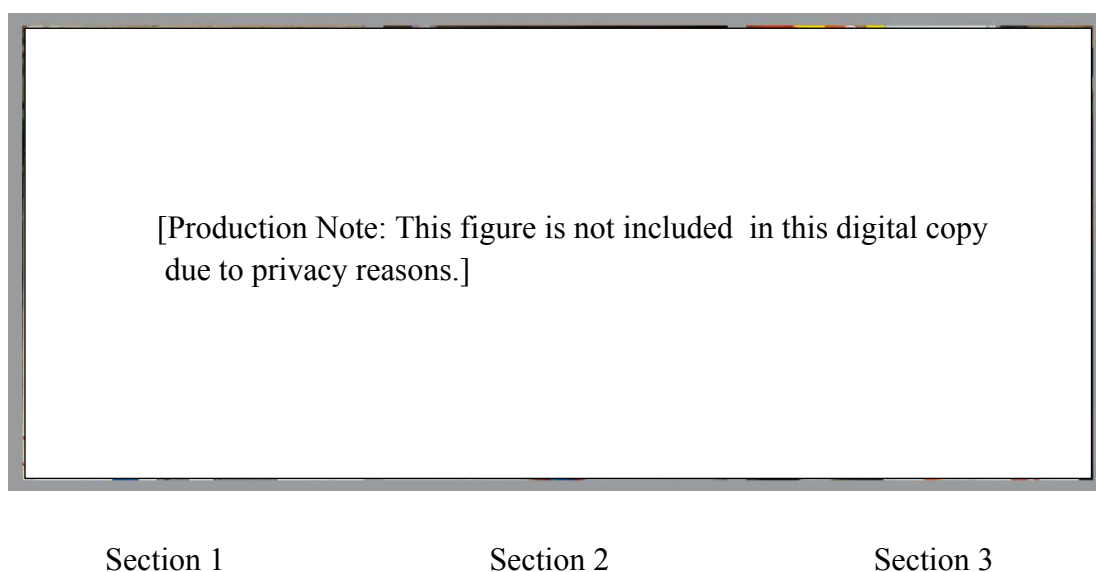 [Production Note: This figure is not included  in this digital copy
due to privacy reasons.]
Section 1 Section 2 Section 3